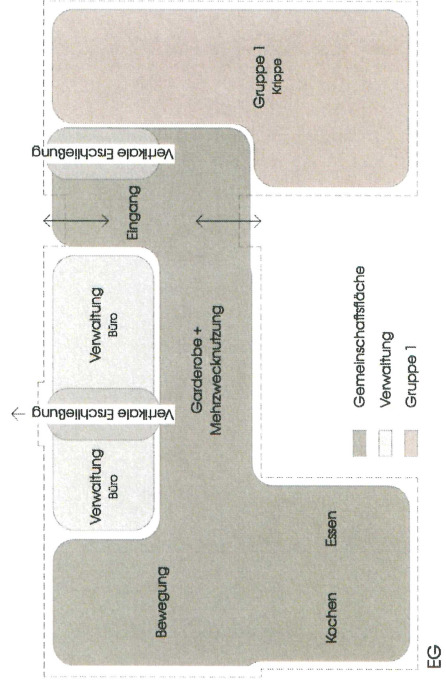 Vertikale Erschließung
Gruppe 1
Krippe
Eingang
Verwaltung
Büro
Vertikale Erschließung
Verwaltung
Büro
Garderobe +
Mehrzwecknutzung
Bewegung
Kochen
Essen
Gemeinschaftsfläche
Verwaltung
Gruppe 1
EG